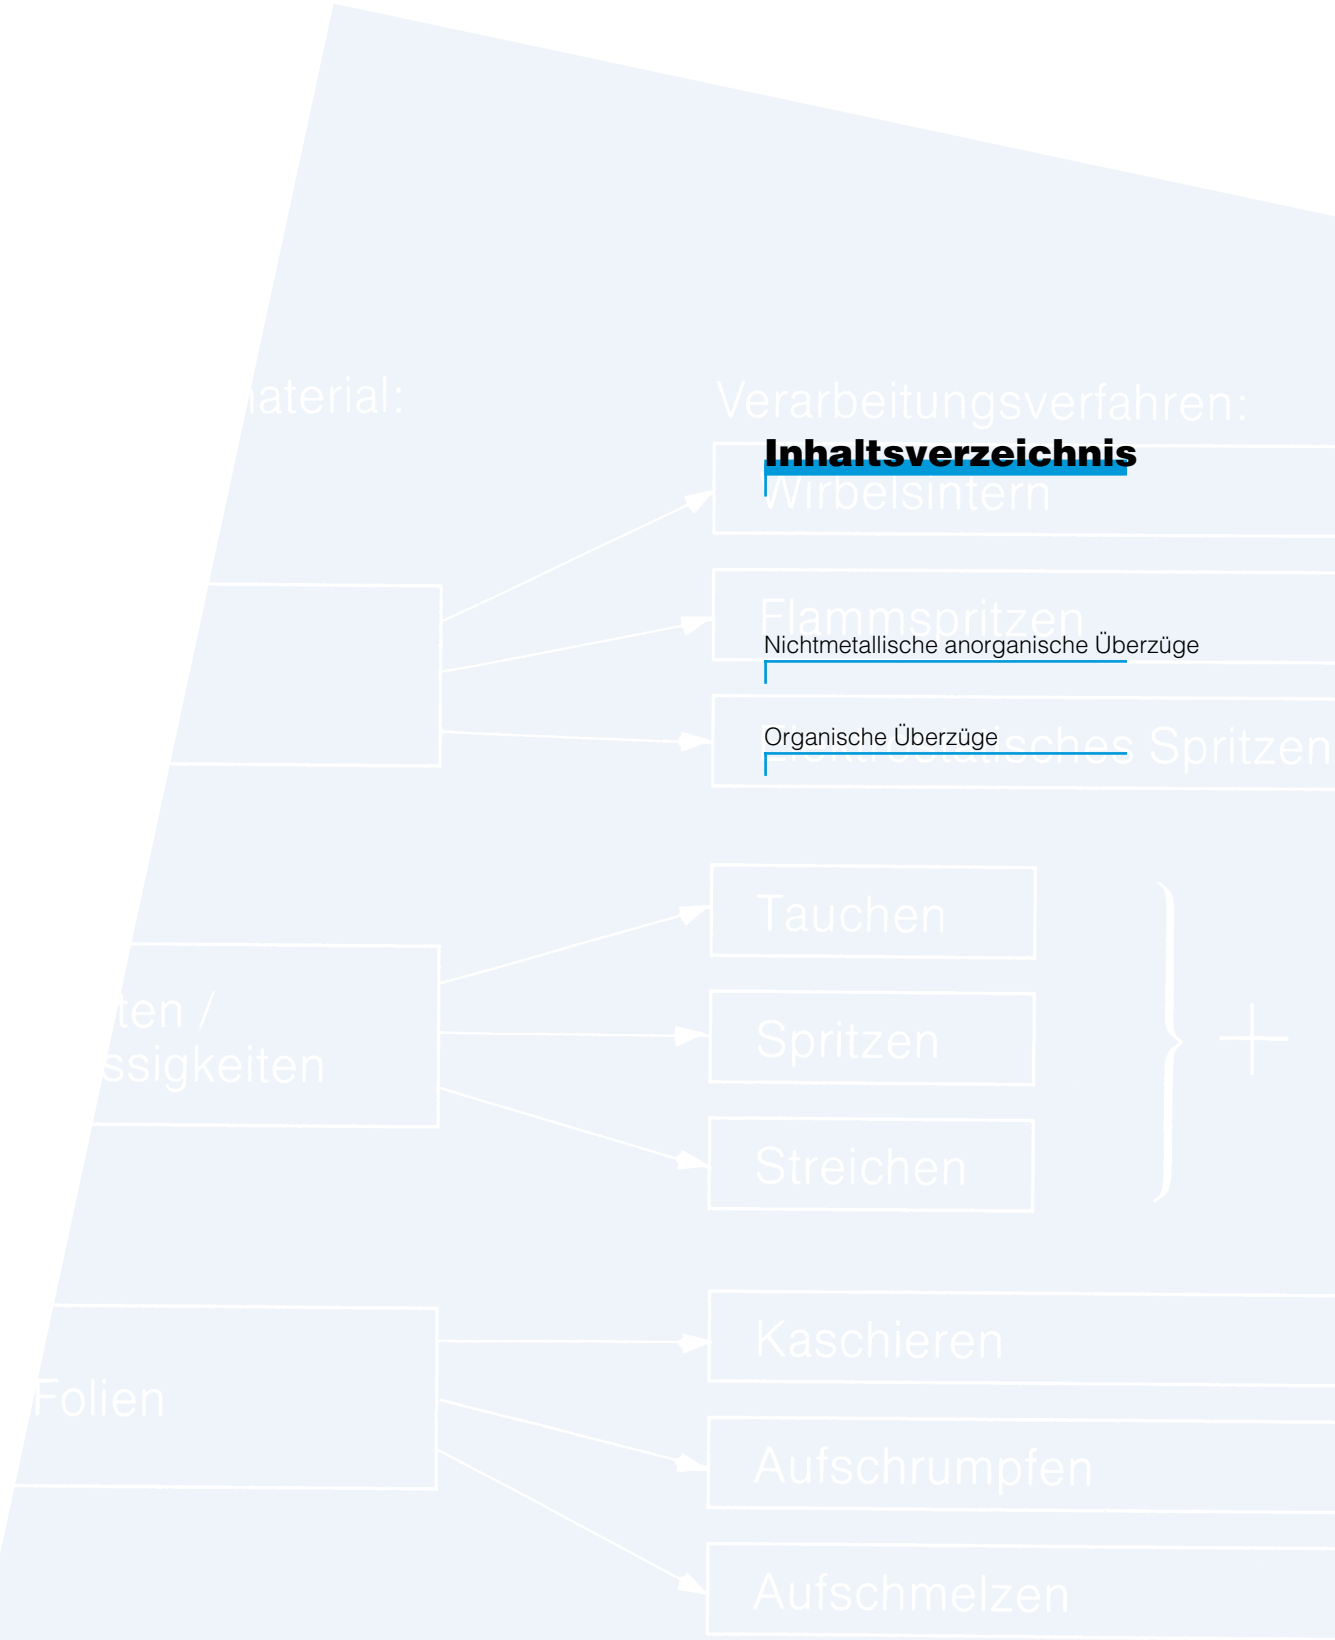 aterial:
Verarbeitungsverfahren:
Inhaltsverzeichnis
Wirbelsintern
Flammspritzen
Nichtmetallische anorganische Überzüge
Organische Überzüge
Elektrostatisches Spritzen
Tauchen
ten /
ssigkeiten
Spritzen
Streichen
+
Kaschieren
Folien
Aufschrumpfen
Aufschmelzen